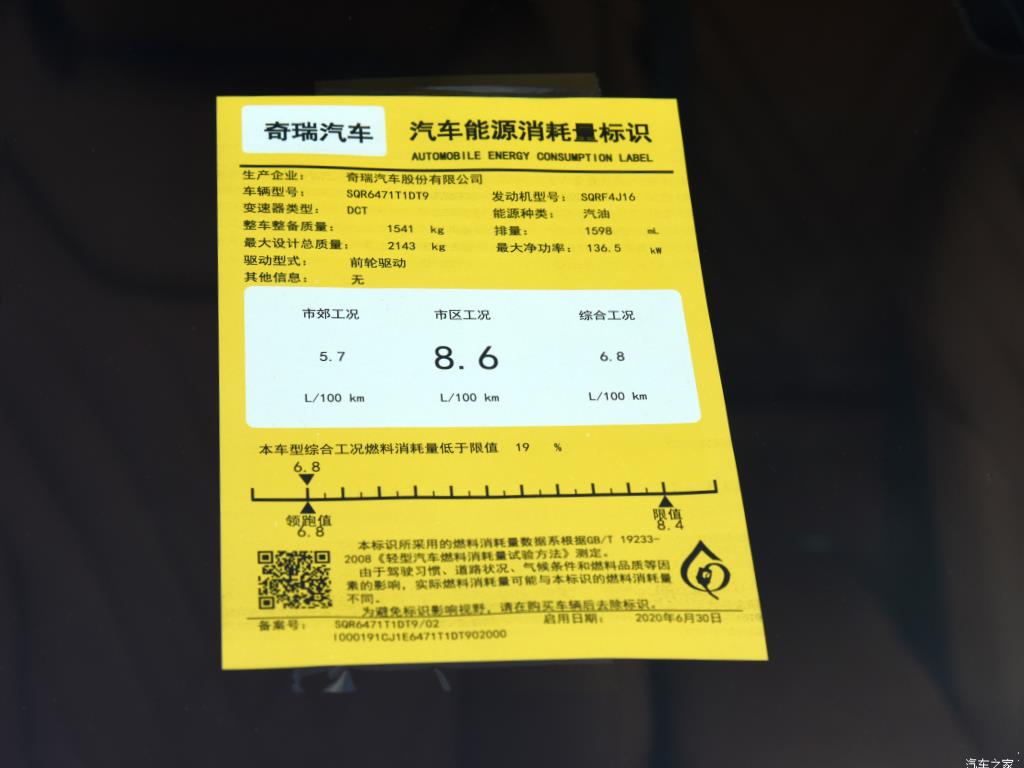 奇瑞汽车
汽车能源消耗量标识
AUTOMOBILE ENERGY CONSUMPTION LABEL
生产企业: 奇瑞汽车股份有限公司
车辆型号: SQR6471T1DT9 发动机型号: SQRF4J16
变速器类型: DCT 能源种类: 汽油
整车整备质量: 1541 kg 排量: 1598 mL
最大设计总质量: 2143 kg 最大净功率: 136.5 kW
驱动型式: 前轮驱动
其他信息: 无
市郊工况 市区工况 综合工况
5.7 8.6 6.8
L/100 km L/100 km L/100 km
本车型综合工况燃料消耗量低于限值 19 %
6.8
领跑值 限值
6.8 8.4
本标识所采用的燃料消耗量数据系根据GB/T 19233-
2008《轻型汽车燃料消耗量试验方法》测定。
由于驾驶习惯、道路状况、气候条件和燃料品质等因
素的影响,实际燃料消耗量可能与本标识的燃料消耗量
不同。
为避免标识影响视野,请在购买车辆后去除标识。
备案号: SQR6471T1DT9/02 启用日期: 2020年6月30日
I000191CJ1E6471T1DT902000
汽车之家